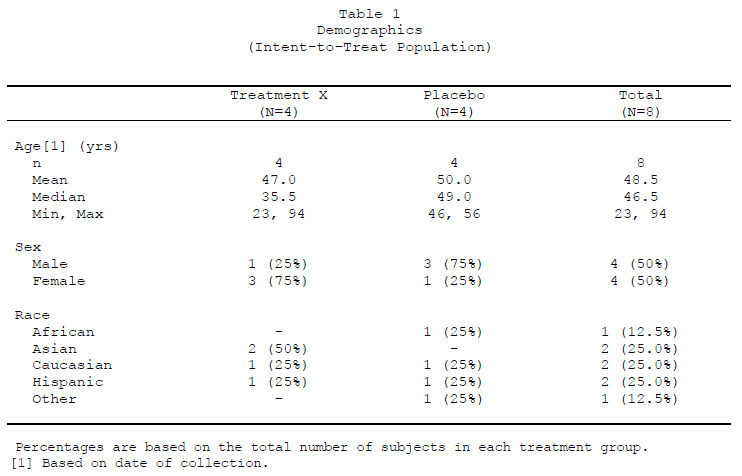 Table 1
Demographics
(Intent-to-Treat Population)
Treatment X Placebo Total
(N=4) (N=4) (N=8)
Age[1] (yrs)
n 4 4 8
Mean 47.0 50.0 48.5
Median 35.5 49.0 46.5
Min, Max 23, 94 46, 56 23, 94
Sex
Male 1 (25%) 3 (75%) 4 (50%)
Female 3 (75%) 1 (25%) 4 (50%)
Race
African - 1 (25%) 1 (12.5%)
Asian 2 (50%) - 2 (25.0%)
Caucasian 1 (25%) 1 (25%) 2 (25.0%)
Hispanic 1 (25%) 1 (25%) 2 (25.0%)
Other - 1 (25%) 1 (12.5%)
Percentages are based on the total number of subjects in each treatment group.
[1] Based on date of collection.